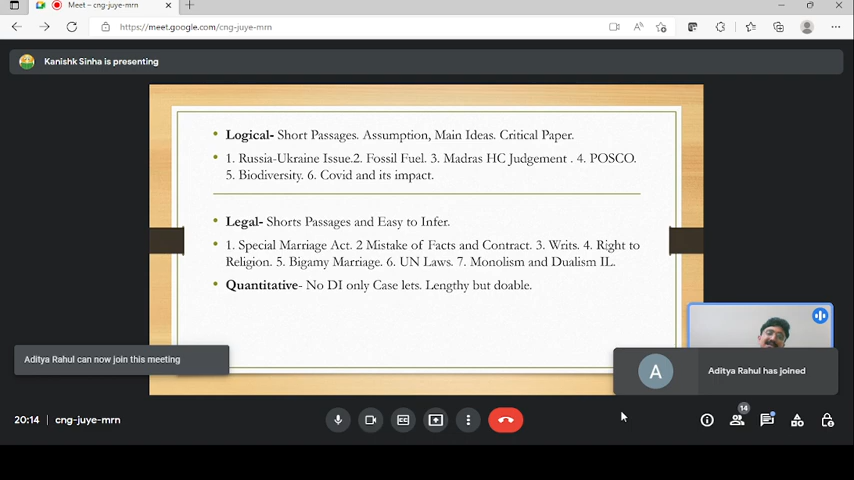 Meet – cng-juye-mrn
https://meet.google.com/cng-juye-mrn
Kanishk Sinha is presenting
Logical- Short Passages. Assumption, Main Ideas. Critical Paper.
1. Russia-Ukraine Issue.2. Fossil Fuel. 3. Madras HC Judgement . 4. POSCO.
5. Biodiversity. 6. Covid and its impact.
Legal- Shorts Passages and Easy to Infer.
1. Special Marriage Act. 2 Mistake of Facts and Contract. 3. Writs. 4. Right to
Religion. 5. Bigamy Marriage. 6. UN Laws. 7. Monolism and Dualism IL.
Quantitative- No DI only Case lets. Lengthy but doable.
Aditya Rahul can now join this meeting
A
Aditya Rahul has joined
20:14 | cng-juye-mrn
14